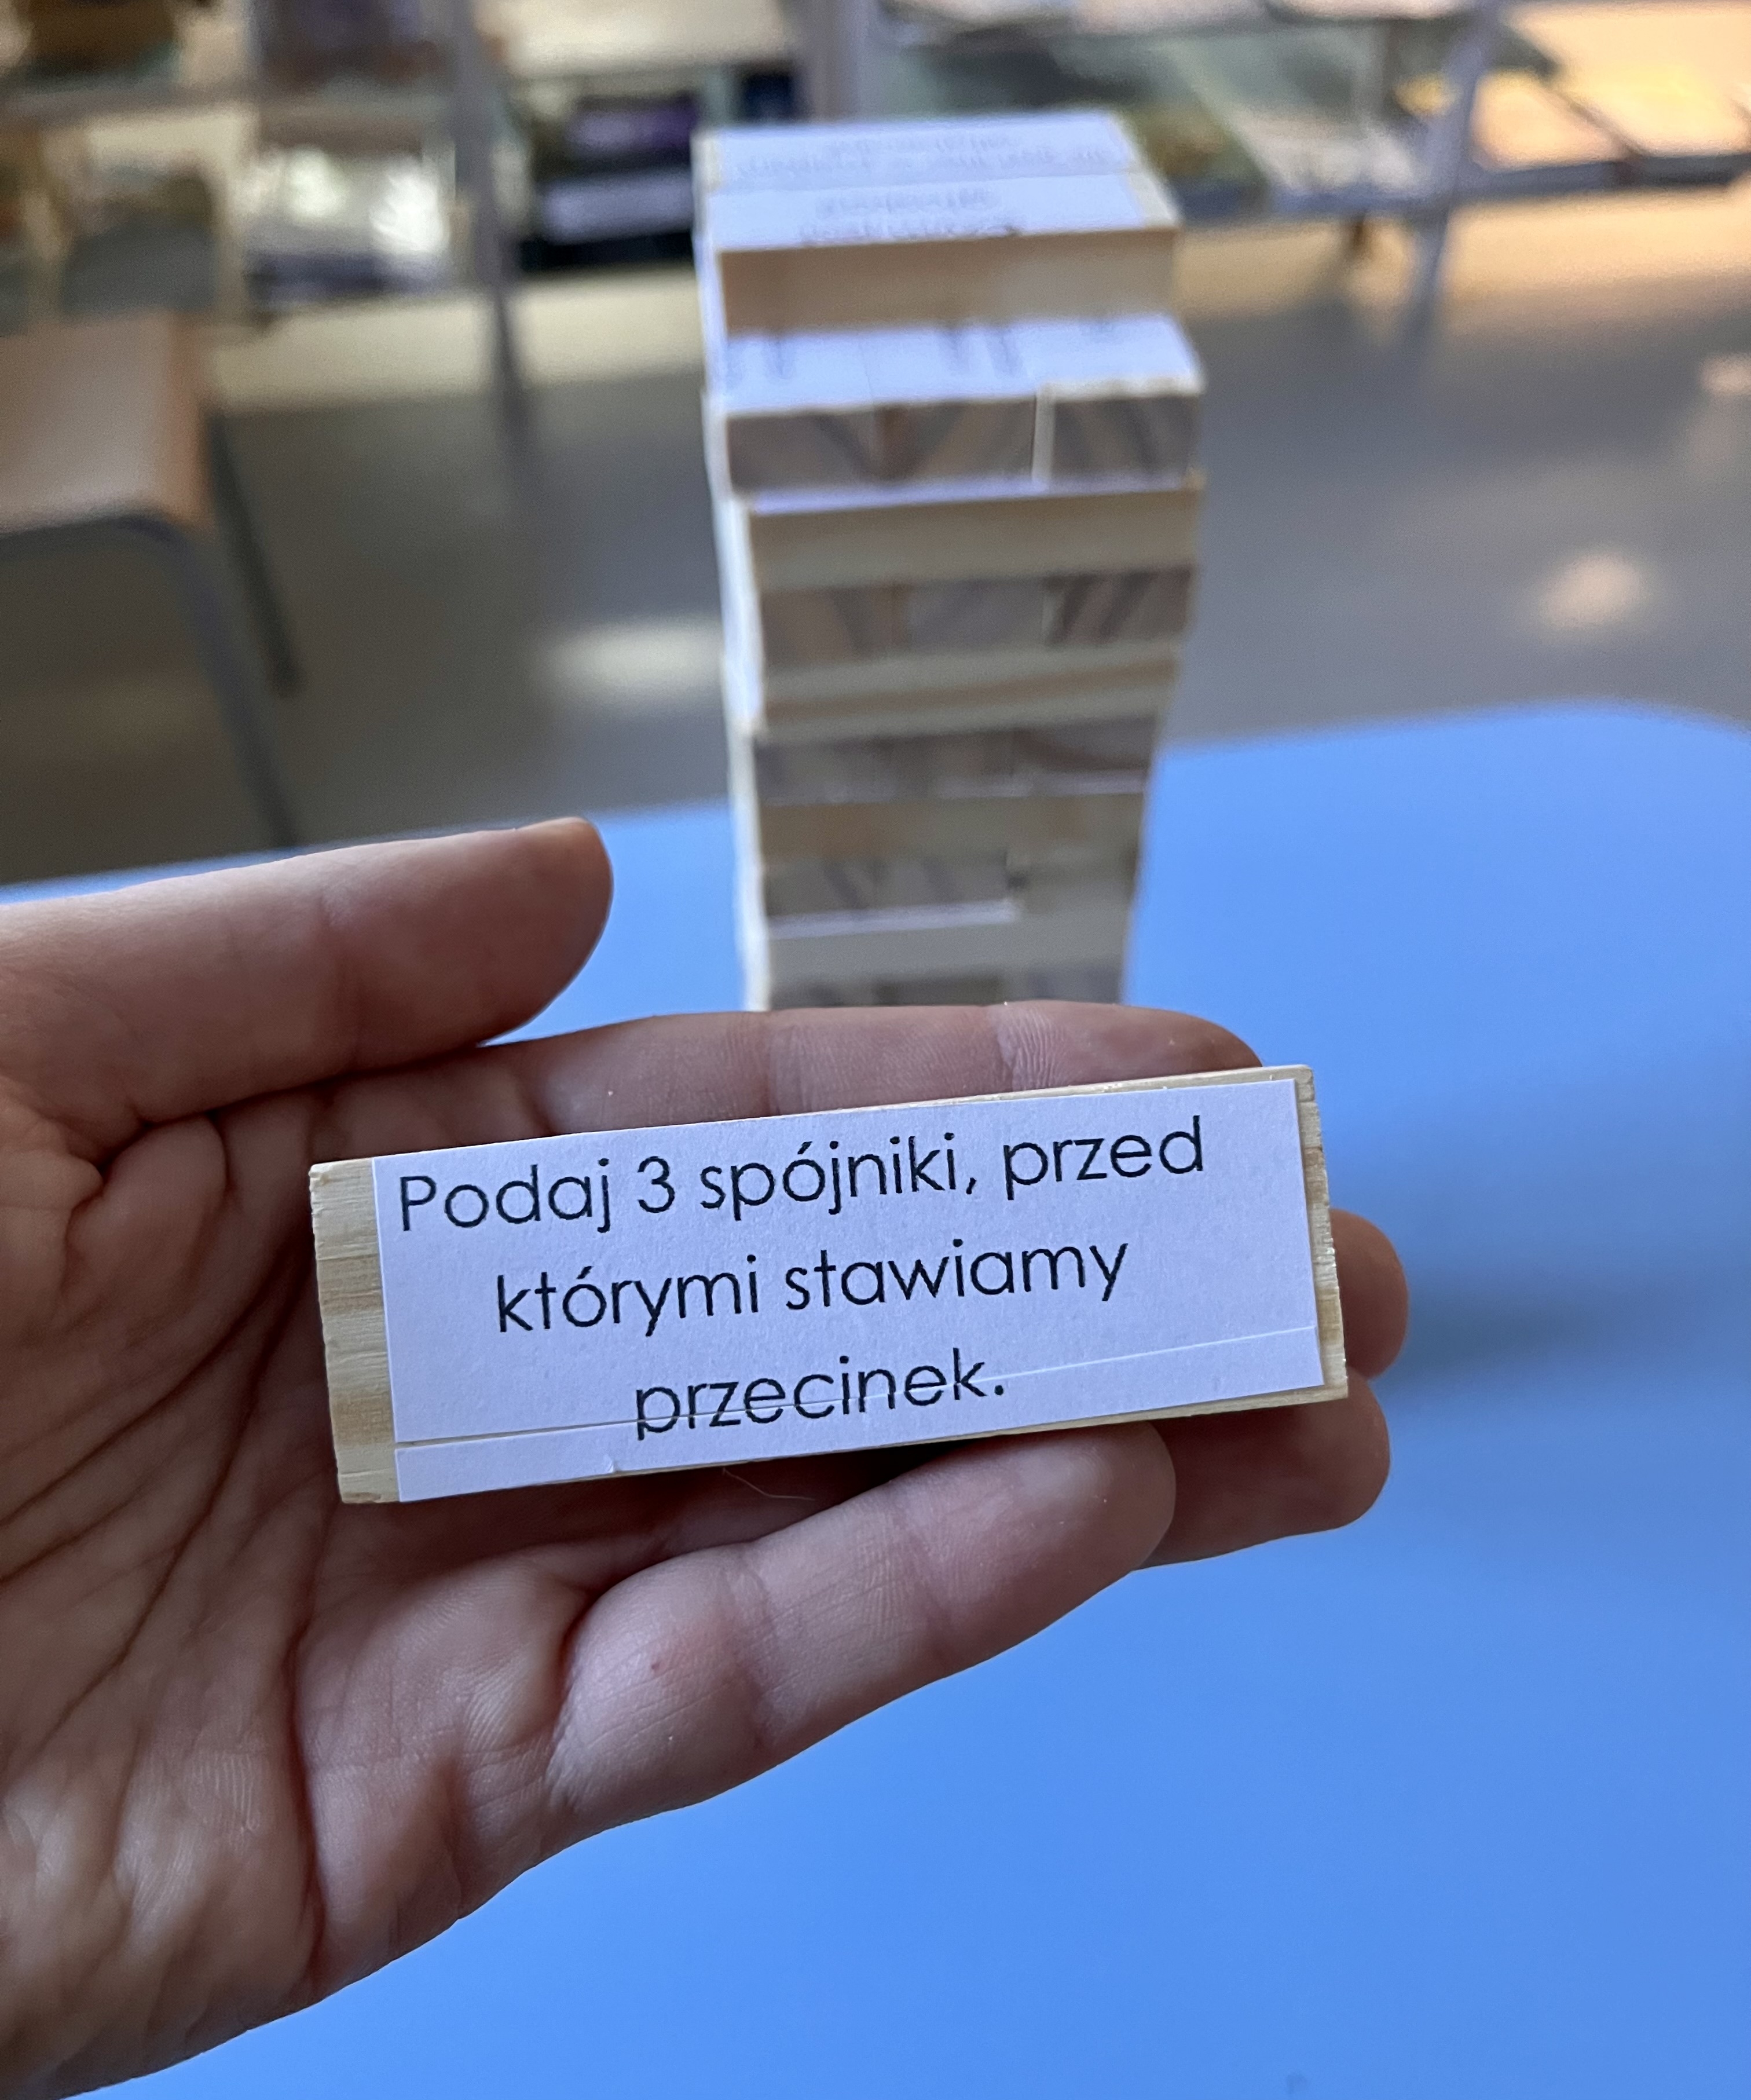 Podaj 3 spójniki, przed
którymi stawiamy
przecinek.